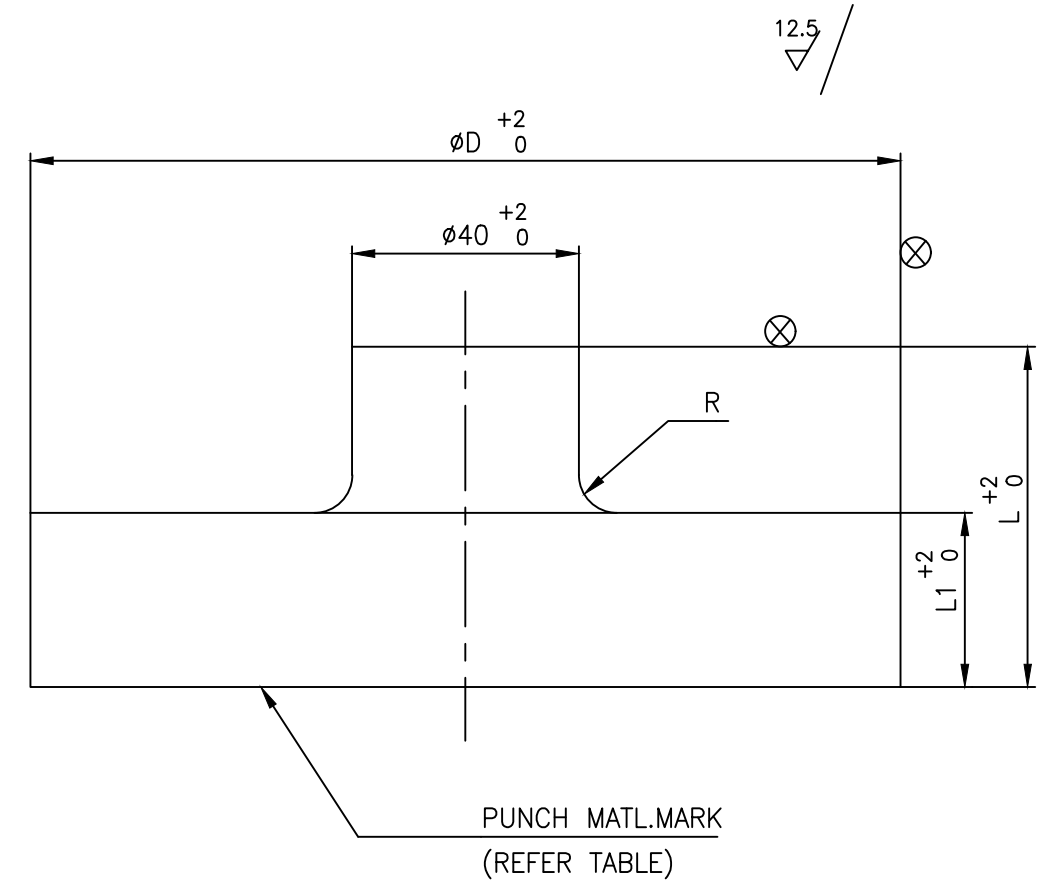 12.5
øD +2 0
ø40 +2 0
R
L +2 0
L1 +2 0
PUNCH MATL.MARK
(REFER TABLE)